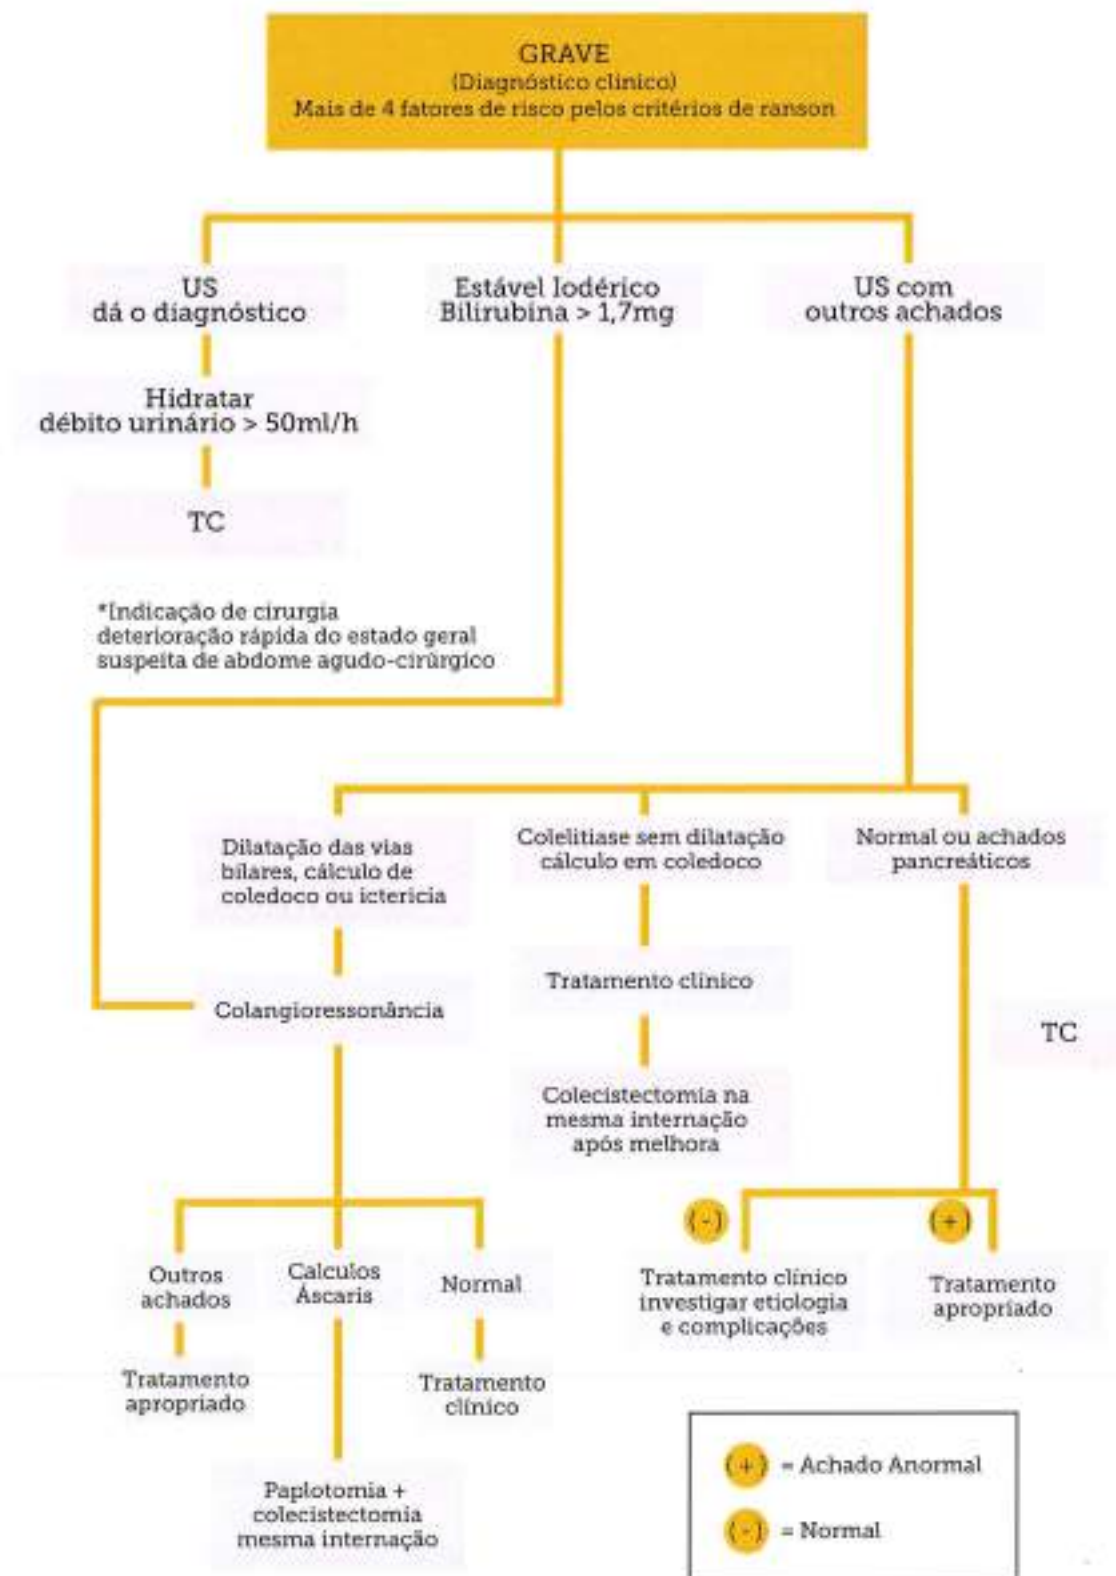 GRAVE
(Diagnóstico clínico)
Mais de 4 fatores de risco pelos critérios de ranson
US
dá o diagnóstico
Estável Iodérico
Bilirubina > 1,7mg
US com
outros achados
Hidratar
débito urinário > 50ml/h
TC
*Indicação de cirurgia
deterioração rápida do estado geral
suspeita de abdome agudo-cirúrgico
Dilatação das vias
bilares, cálculo de
coledoco ou ictericia
Colelitiase sem dilatação
cálculo em coledoco
Normal ou achados
pancreáticos
Colangioressonância
Tratamento clínico
TC
Colecistectomia na
mesma internação
após melhora
(-)
(+)
Outros
achados
Calculos
Áscaris
Normal
Tratamento clínico
investigar etiologia
e complicações
Tratamento
apropriado
Tratamento
apropriado
Tratamento
clínico
Paplotomia +
colecistectomia
mesma internação
(+) = Achado Anormal
(-) = Normal